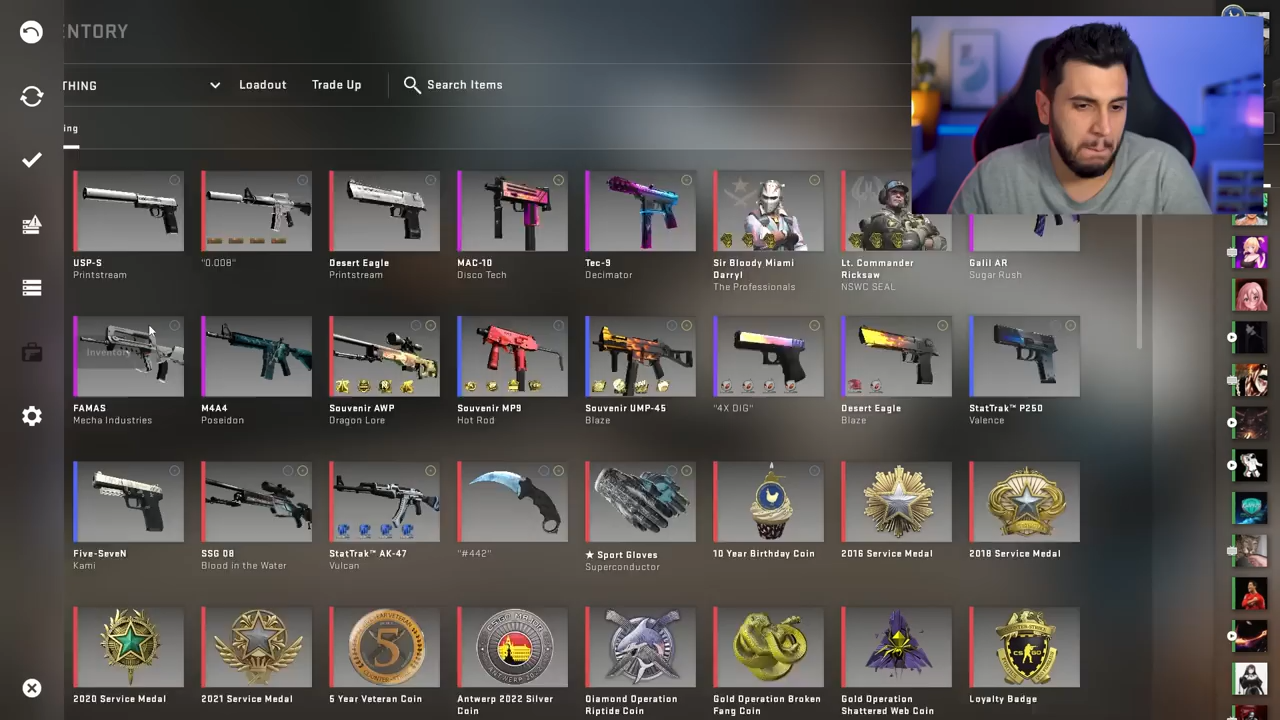 ENTORY
THING
Loadout
Trade Up
Search Items
ing
USP-S
Printstream
"0.008"
Desert Eagle
Printstream
MAC-10
Disco Tech
Tec-9
Decimator
Sir Bloody Miami
Darryl
The Professionals
Lt. Commander
Ricksaw
NSWC SEAL
Galil AR
Sugar Rush
Inventory
FAMAS
Mecha Industries
M4A4
Poseidon
Souvenir AWP
Dragon Lore
Souvenir MP9
Hot Rod
Souvenir UMP-45
Blaze
"4X DIG"
Desert Eagle
Blaze
StatTrak™ P250
Valence
Five-SeveN
Kami
SSG 08
Blood in the Water
StatTrak™ AK-47
Vulcan
"#442"
★ Sport Gloves
Superconductor
10 Year Birthday Coin
2016 Service Medal
2018 Service Medal
2020 Service Medal
2021 Service Medal
5 Year Veteran Coin
Antwerp 2022 Silver
Coin
Diamond Operation
Riptide Coin
Gold Operation Broken
Fang Coin
Gold Operation
Shattered Web Coin
Loyalty Badge